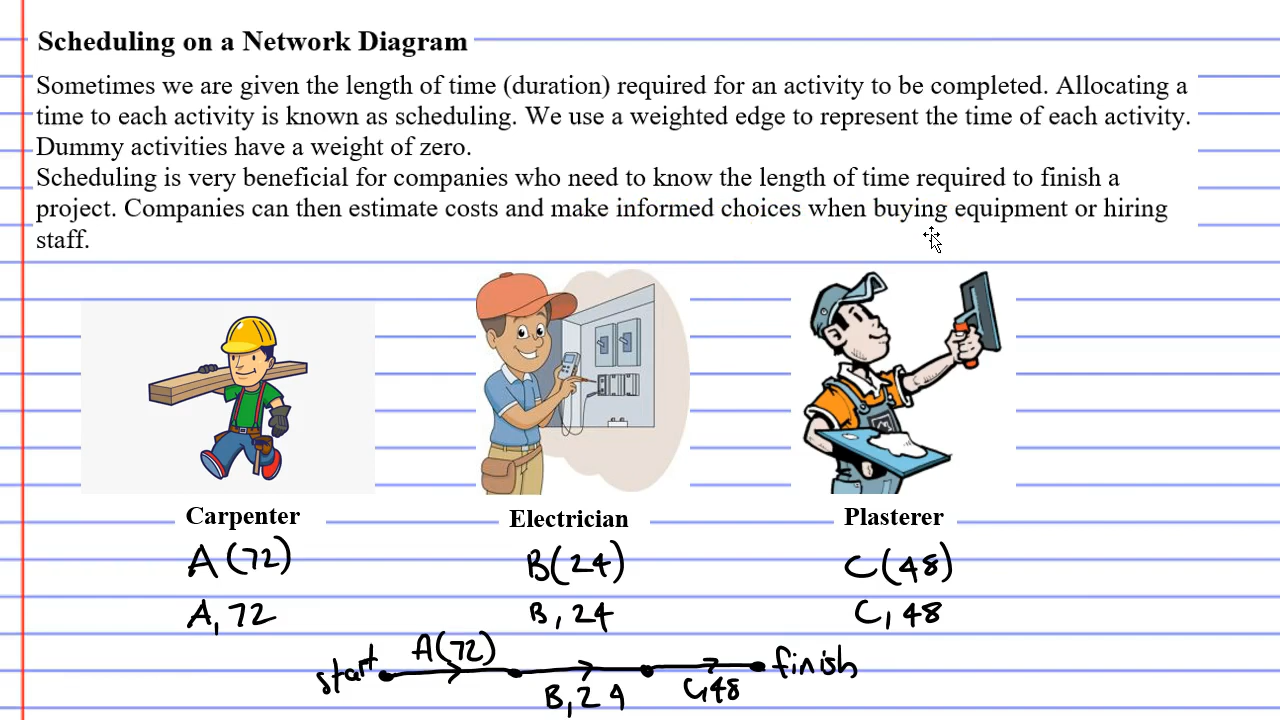 Scheduling on a Network Diagram
Sometimes we are given the length of time (duration) required for an activity to be completed. Allocating a
time to each activity is known as scheduling. We use a weighted edge to represent the time of each activity.
Dummy activities have a weight of zero.
Scheduling is very beneficial for companies who need to know the length of time required to finish a
project. Companies can then estimate costs and make informed choices when buying equipment or hiring
staff.
Carpenter Electrician Plasterer
A (72) B(24) C(48)
A, 72 B, 24 C, 48
start A(72) finish
B, 24 C, 48